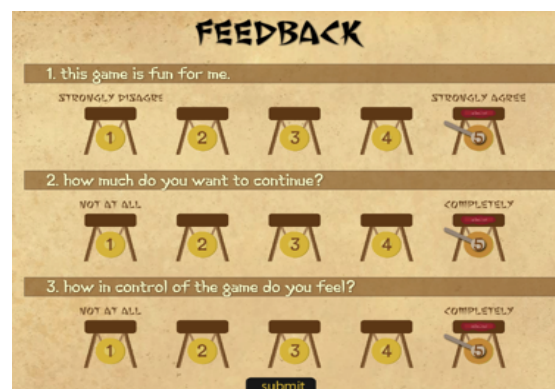 FEEDBACK
1. this game is fun for me.
STRONGLY DISAGRE STRONGLY AGREE
1 2 3 4 5
2. how much do you want to continue?
NOT AT ALL COMPLETELY
1 2 3 4 5
3. how in control of the game do you feel?
NOT AT ALL COMPLETELY
1 2 3 4 5
submit